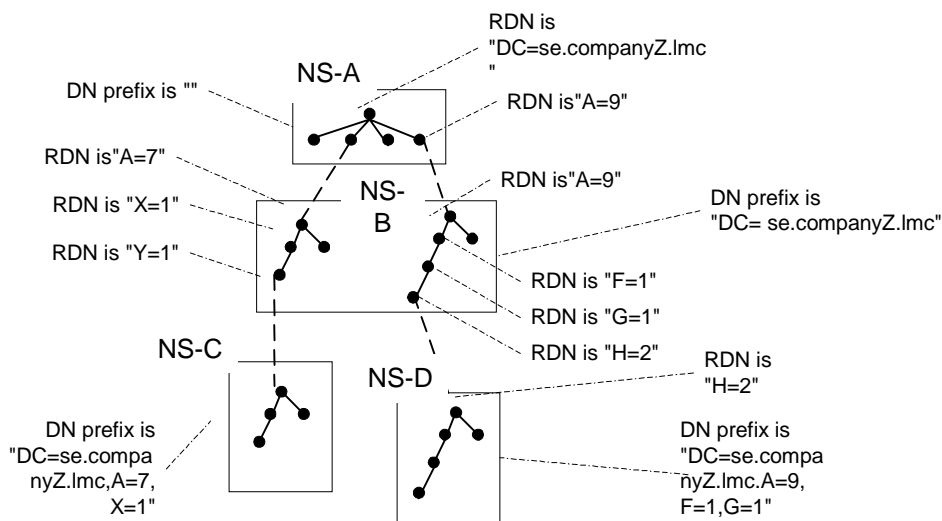 RDN is
"DC=se.companyZ.lmc
"
NS-A
DN prefix is ""
RDN is"A=9"
RDN is"A=7"
NS-
B
RDN is"A=9"
RDN is "X=1"
DN prefix is
"DC= se.companyZ.lmc"
RDN is "Y=1"
RDN is "F=1"
RDN is "G=1"
RDN is "H=2"
NS-C
NS-D
RDN is
"H=2"
DN prefix is
"DC=se.compa
nyZ.lmc,A=7,
X=1"
DN prefix is
"DC=se.compa
nyZ.lmc.A=9,
F=1,G=1"